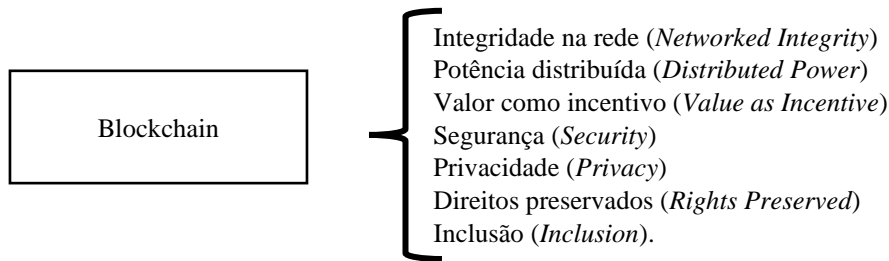 Blockchain
Integridade na rede (Networked Integrity)
Potência distribuída (Distributed Power)
Valor como incentivo (Value as Incentive)
Segurança (Security)
Privacidade (Privacy)
Direitos preservados (Rights Preserved)
Inclusão (Inclusion).